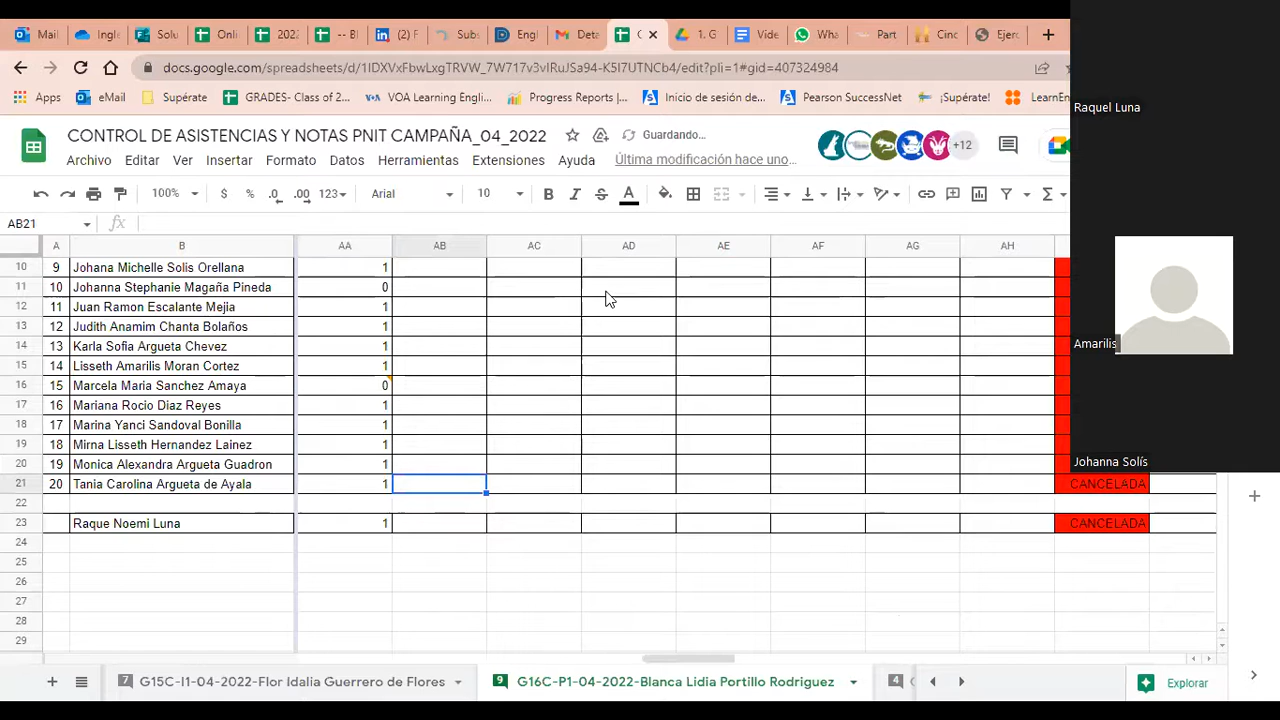 Mail Ingle Solu Onli 2022 -- Bl (2) F Subs Engl Deta C 1. G Vide Wha Part Cinc Ejerc
docs.google.com/spreadsheets/d/1IDXVxFbwLxgTRVW_7W717v3vIRuJSa94-K5I7UTNCb4/edit?pli=1#gid=407324984
Apps eMail Supérate GRADES- Class of 2... VOA Learning Engli... Progress Reports |... Inicio de sesión de... Pearson SuccessNet ¡Supérate! LearnEn
Raquel Luna
CONTROL DE ASISTENCIAS Y NOTAS PNIT CAMPAÑA_04_2022 Guardando...
+12
Archivo Editar Ver Insertar Formato Datos Herramientas Extensiones Ayuda Última modificación hace uno...
100% $ % .0 .00 123 Arial 10 B I S A Σ
AB21 fx
A B AA AB AC AD AE AF AG AH
10 9 Johana Michelle Solis Orellana 1
11 10 Johanna Stephanie Magaña Pineda 0
12 11 Juan Ramon Escalante Mejia 1
13 12 Judith Anamim Chanta Bolaños 1
14 13 Karla Sofia Argueta Chevez 1
Amarilis
15 14 Lisseth Amarilis Moran Cortez 1
16 15 Marcela Maria Sanchez Amaya 0
17 16 Mariana Rocio Diaz Reyes 1
18 17 Marina Yanci Sandoval Bonilla 1
19 18 Mirna Lisseth Hernandez Lainez 1
20 19 Monica Alexandra Argueta Guadron 1
Johanna Solís
21 20 Tania Carolina Argueta de Ayala 1 CANCELADA
22
23 Raque Noemi Luna 1 CANCELADA
24
25
26
27
28
29
7 G15C-I1-04-2022-Flor Idalia Guerrero de Flores 9 G16C-P1-04-2022-Blanca Lidia Portillo Rodriguez 4 Explorar